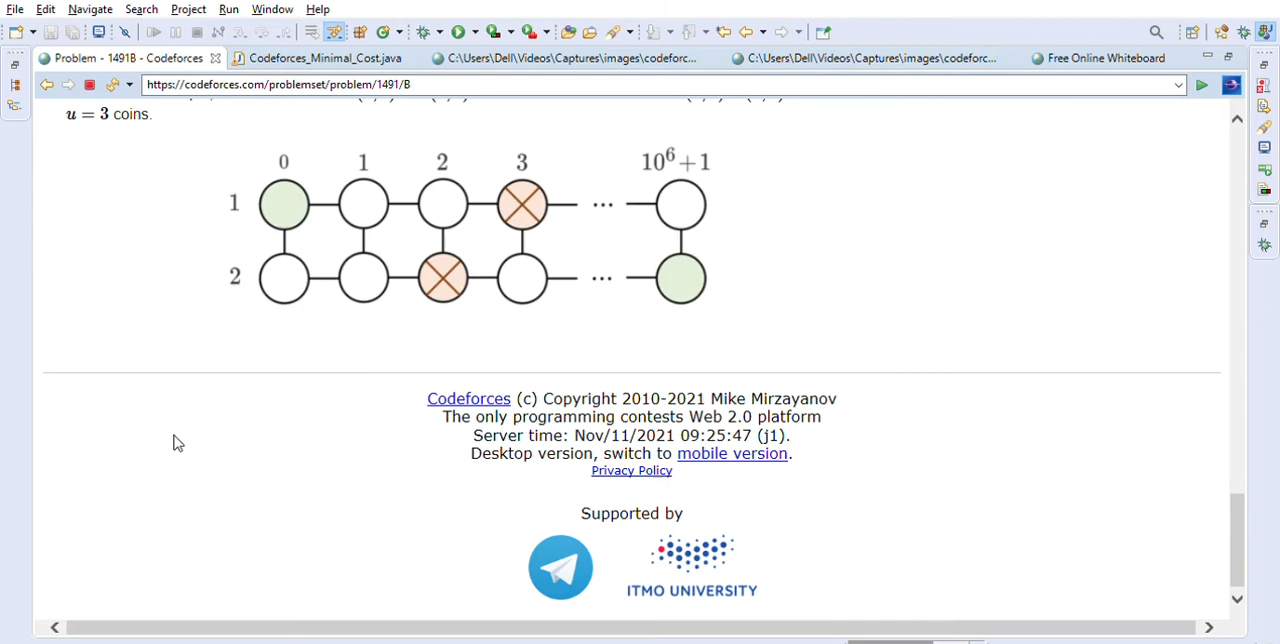 File Edit Navigate Search Project Run Window Help
Problem - 1491B - Codeforces Codeforces_Minimal_Cost.java C:\Users\Dell\Videos\Captures\images\codeforc... C:\Users\Dell\Videos\Captures\images\codeforc... Free Online Whiteboard
https://codeforces.com/problemset/problem/1491/B
u = 3 coins.
0 1 2 3 10⁶+1
1 ...
2 ...
Codeforces (c) Copyright 2010-2021 Mike Mirzayanov
The only programming contests Web 2.0 platform
Server time: Nov/11/2021 09:25:47 (j1).
Desktop version, switch to mobile version.
Privacy Policy
Supported by
ITMO UNIVERSITY